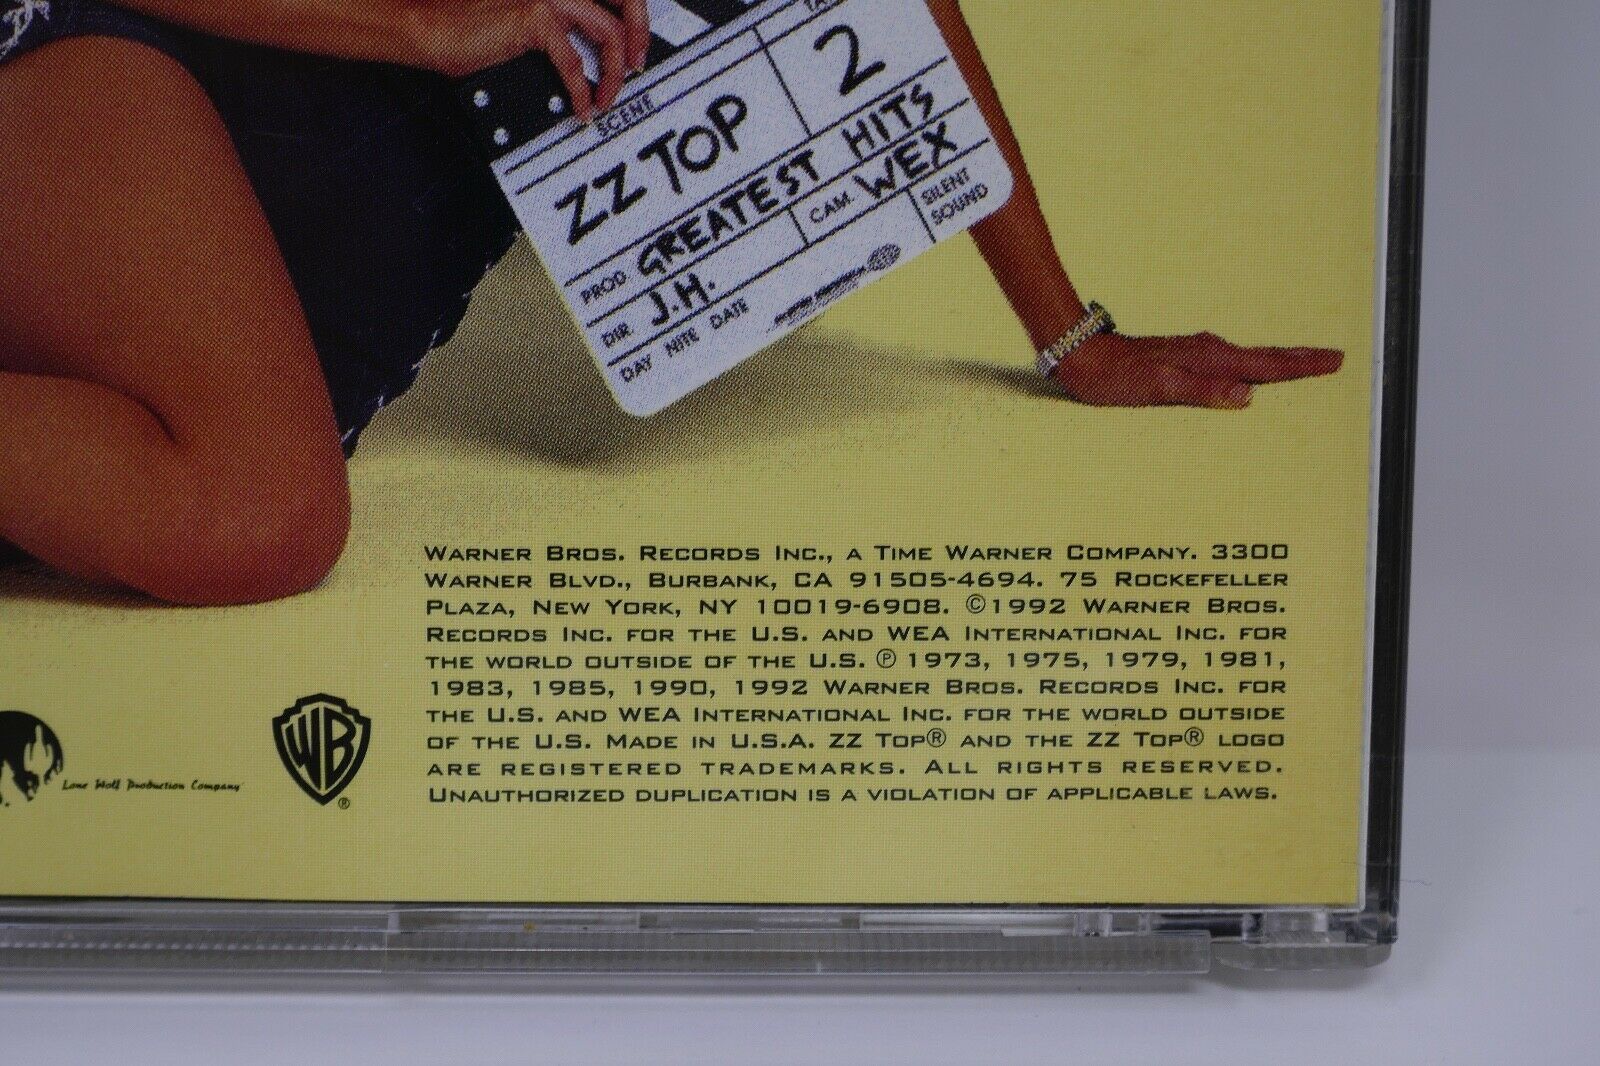 TA
SCENE
2
ZZ TOP
PROD. GREATEST HITS
DIR. J.H. CAM. WEX
DAY NITE DATE SILENT
SOUND
WARNER BROS. RECORDS INC., A TIME WARNER COMPANY. 3300
WARNER BLVD., BURBANK, CA 91505-4694. 75 ROCKEFELLER
PLAZA, NEW YORK, NY 10019-6908. ©1992 WARNER BROS.
RECORDS INC. FOR THE U.S. AND WEA INTERNATIONAL INC. FOR
THE WORLD OUTSIDE OF THE U.S. ℗ 1973, 1975, 1979, 1981,
1983, 1985, 1990, 1992 WARNER BROS. RECORDS INC. FOR
THE U.S. AND WEA INTERNATIONAL INC. FOR THE WORLD OUTSIDE
OF THE U.S. MADE IN U.S.A. ZZ TOP® AND THE ZZ TOP® LOGO
ARE REGISTERED TRADEMARKS. ALL RIGHTS RESERVED.
UNAUTHORIZED DUPLICATION IS A VIOLATION OF APPLICABLE LAWS.
Lone Wolf Production Company
WB
®